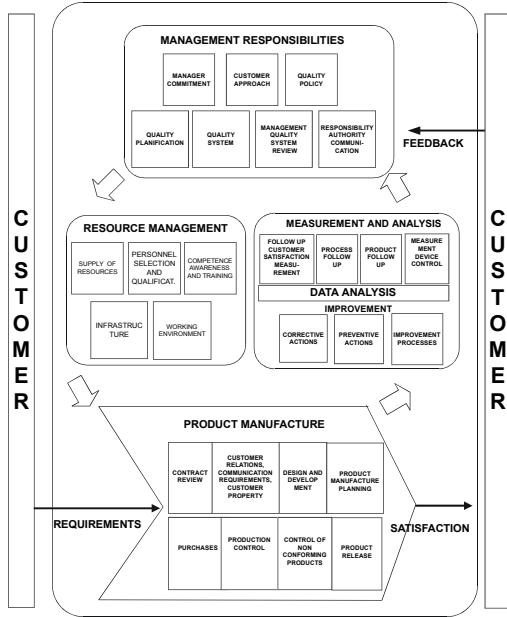 MANAGEMENT RESPONSIBILITIES
MANAGER
COMMITMENT
CUSTOMER
APPROACH
QUALITY
POLICY
QUALITY
PLANIFICATION
QUALITY
SYSTEM
MANAGEMENT
QUALITY
SYSTEM
REVIEW
RESPONSIBILITY
AUTHORITY
COMMUNI-
CATION
FEEDBACK
CUSTOMER
RESOURCE MANAGEMENT
SUPPLY OF
RESOURCES
PERSONNEL
SELECTION
AND
QUALIFICAT.
COMPETENCE
AWARENESS
AND TRAINING
INFRASTRUC
TURE
WORKING
ENVIRONMENT
MEASUREMENT AND ANALYSIS
FOLLOW UP
CUSTOMER
SATISFACTION
MEASU-
REMENT
PROCESS
FOLLOW
UP
PRODUCT
FOLLOW
UP
MEASURE
MENT
DEVICE
CONTROL
DATA ANALYSIS
IMPROVEMENT
CORRECTIVE
ACTIONS
PREVENTIVE
ACTIONS
IMPROVEMENT
PROCESSES
CUSTOMER
PRODUCT MANUFACTURE
CONTRACT
REVIEW
CUSTOMER
RELATIONS,
COMMUNICATION
REQUIREMENTS,
CUSTOMER
PROPERTY
DESIGN AND
DEVELOP
MENT
PRODUCT
MANUFACTURE
PLANNING
REQUIREMENTS
PURCHASES
PRODUCTION
CONTROL
CONTROL OF
NON
CONFORMING
PRODUCTS
PRODUCT
RELEASE
SATISFACTION